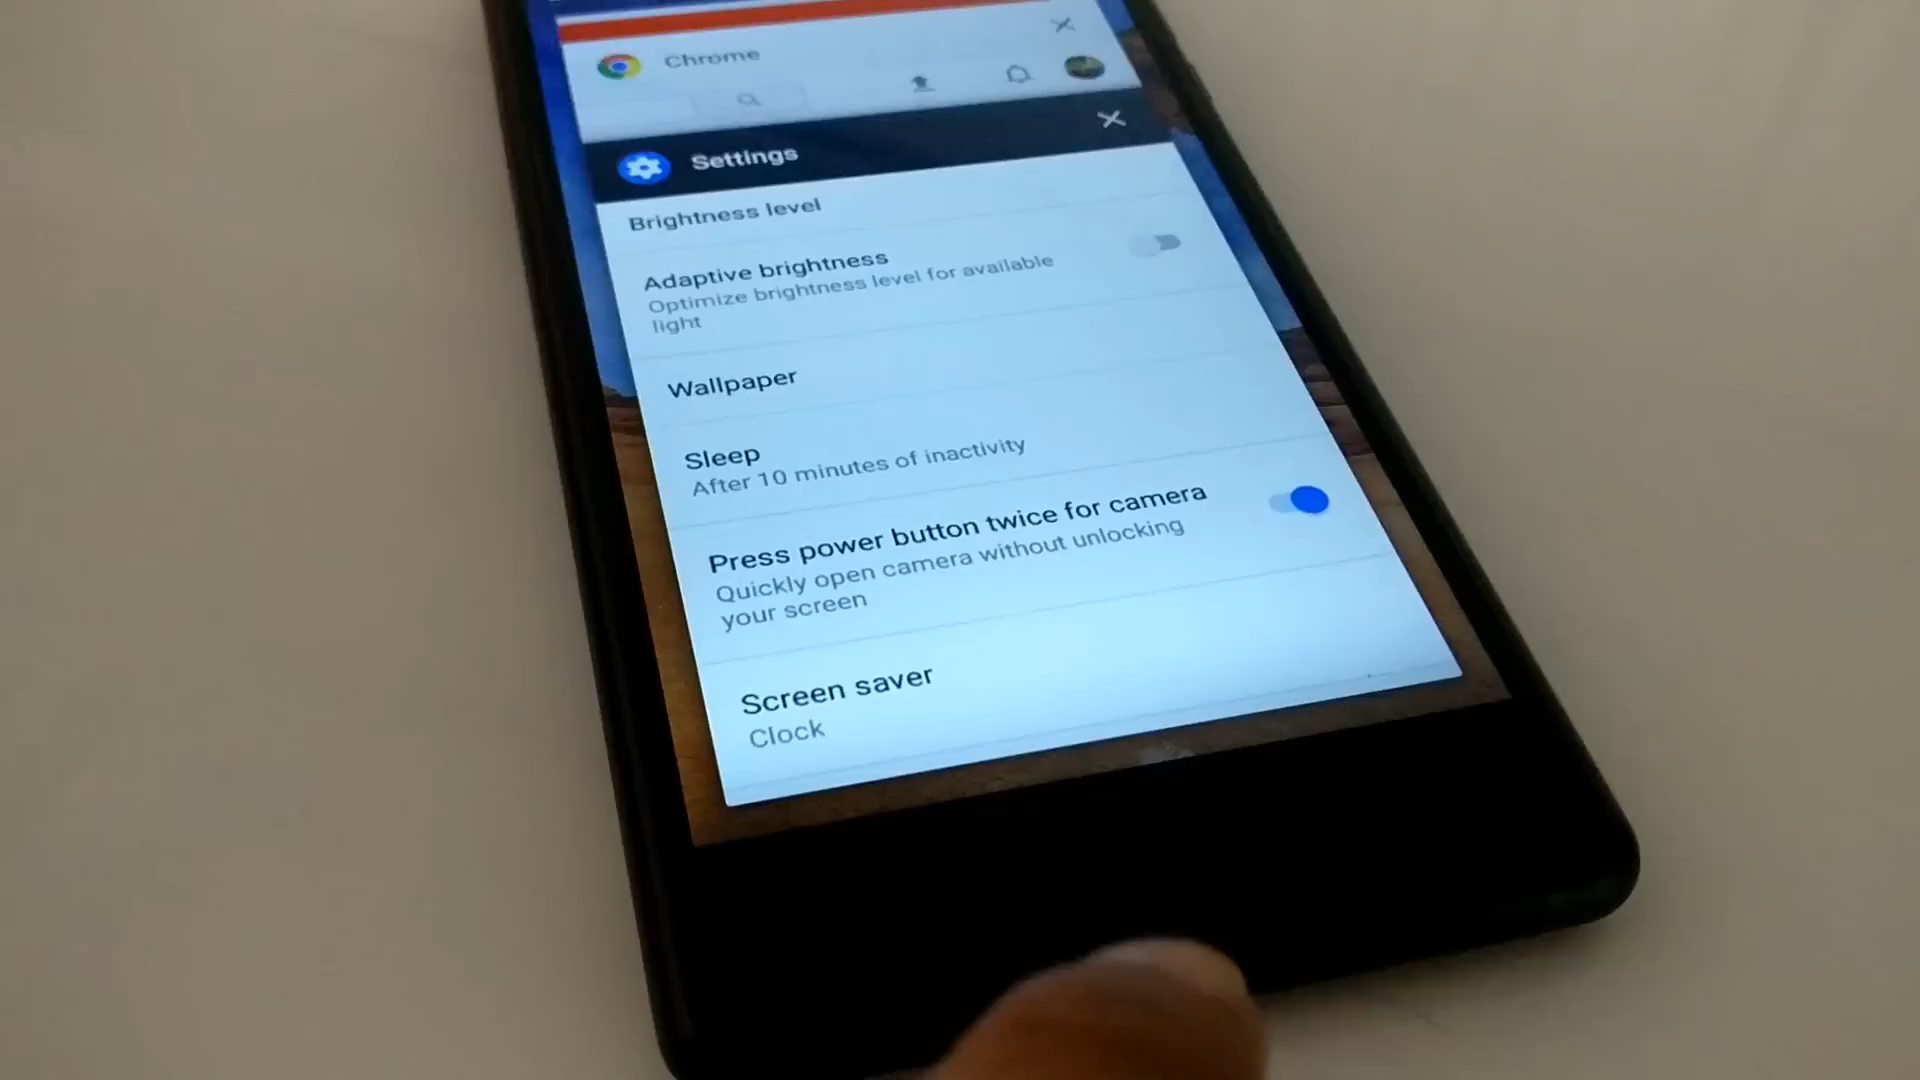 Chrome
Settings
Brightness level
Adaptive brightness
Optimize brightness level for available
light
Wallpaper
Sleep
After 10 minutes of inactivity
Press power button twice for camera
Quickly open camera without unlocking
your screen
Screen saver
Clock